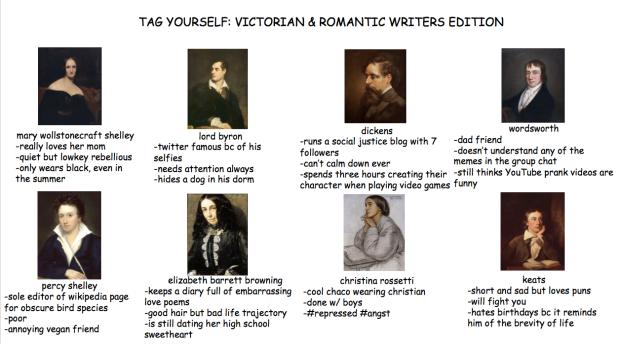 TAG YOURSELF: VICTORIAN & ROMANTIC WRITERS EDITION
mary wollstonecraft shelley
-really loves her mom
-quiet but lowkey rebellious
-only wears black, even in
the summer
lord byron
-twitter famous bc of his
selfies
-needs attention always
-hides a dog in his dorm
dickens
-runs a social justice blog with 7
followers
-can't calm down ever
-spends three hours creating their
character when playing video games
wordsworth
-dad friend
-doesn't understand any of the
memes in the group chat
-still thinks YouTube prank videos are
funny
percy shelley
-sole editor of wikipedia page
for obscure bird species
-poor
-annoying vegan friend
elizabeth barrett browning
-keeps a diary full of embarrassing
love poems
-good hair but bad life trajectory
-is still dating her high school
sweetheart
christina rossetti
-cool chaco wearing christian
-done w/ boys
-#repressed #angst
keats
-short and sad but loves puns
-will fight you
-hates birthdays bc it reminds
him of the brevity of life